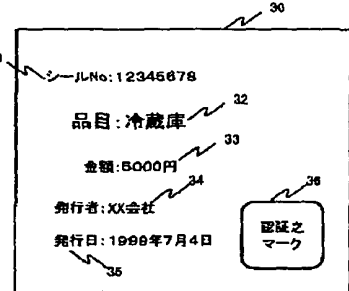 30
シールNo:12345678
品目:冷蔵庫
32
33
金額:5000円
34
発行者:XX会社
36
認証之
マーク
発行日:1999年7月4日
35